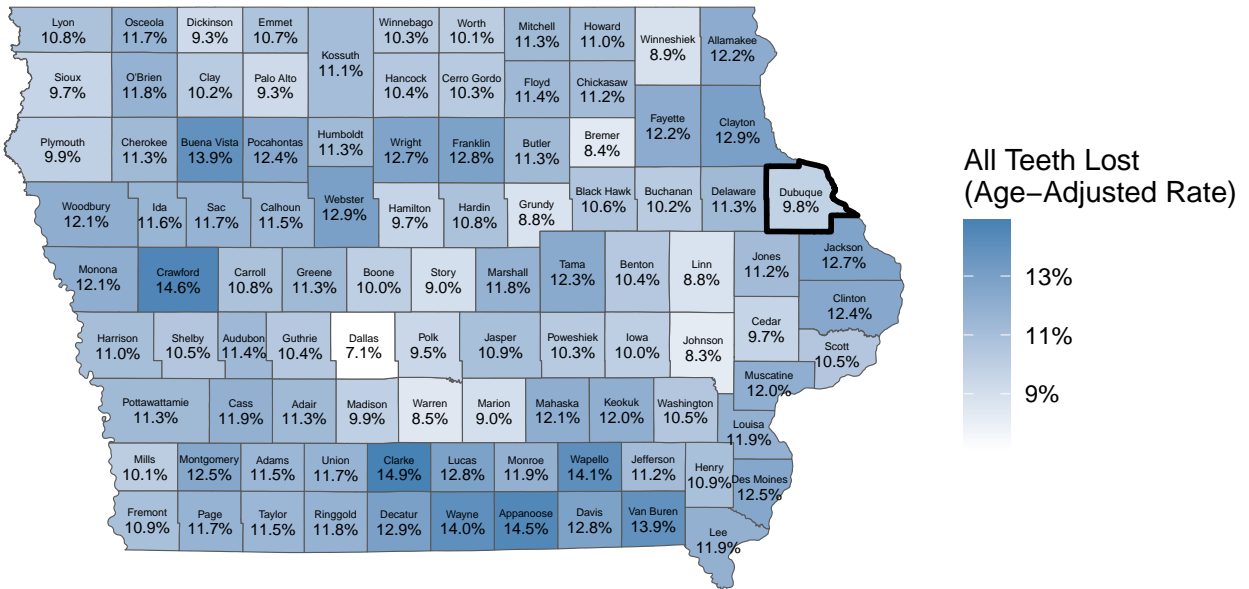 Lyon
10.8%
Osceola
11.7%
Dickinson
9.3%
Emmet
10.7%
Kossuth
11.1%
Winnebago
10.3%
Worth
10.1%
Mitchell
11.3%
Howard
11.0%
Winneshiek
8.9%
Allamakee
12.2%
Sioux
9.7%
O'Brien
11.8%
Clay
10.2%
Palo Alto
9.3%
Hancock
10.4%
Cerro Gordo
10.3%
Floyd
11.4%
Chickasaw
11.2%
Fayette
12.2%
Clayton
12.9%
Plymouth
9.9%
Cherokee
11.3%
Buena Vista
13.9%
Pocahontas
12.4%
Humboldt
11.3%
Wright
12.7%
Franklin
12.8%
Butler
11.3%
Bremer
8.4%
Woodbury
12.1%
Ida
11.6%
Sac
11.7%
Calhoun
11.5%
Webster
12.9%
Hamilton
9.7%
Hardin
10.8%
Grundy
8.8%
Black Hawk
10.6%
Buchanan
10.2%
Delaware
11.3%
Dubuque
9.8%
Monona
12.1%
Crawford
14.6%
Carroll
10.8%
Greene
11.3%
Boone
10.0%
Story
9.0%
Marshall
11.8%
Tama
12.3%
Benton
10.4%
Linn
8.8%
Jones
11.2%
Jackson
12.7%
Clinton
12.4%
Harrison
11.0%
Shelby
10.5%
Audubon
11.4%
Guthrie
10.4%
Dallas
7.1%
Polk
9.5%
Jasper
10.9%
Poweshiek
10.3%
Iowa
10.0%
Johnson
8.3%
Cedar
9.7%
Scott
10.5%
Muscatine
12.0%
Pottawattamie
11.3%
Cass
11.9%
Adair
11.3%
Madison
9.9%
Warren
8.5%
Marion
9.0%
Mahaska
12.1%
Keokuk
12.0%
Washington
10.5%
Louisa
11.9%
Mills
10.1%
Montgomery
12.5%
Adams
11.5%
Union
11.7%
Clarke
14.9%
Lucas
12.8%
Monroe
11.9%
Wapello
14.1%
Jefferson
11.2%
Henry
10.9%
Des Moines
12.5%
Fremont
10.9%
Page
11.7%
Taylor
11.5%
Ringgold
11.8%
Decatur
12.9%
Wayne
14.0%
Appanoose
14.5%
Davis
12.8%
Van Buren
13.9%
Lee
11.9%
All Teeth Lost
(Age−Adjusted Rate)
13%
11%
9%